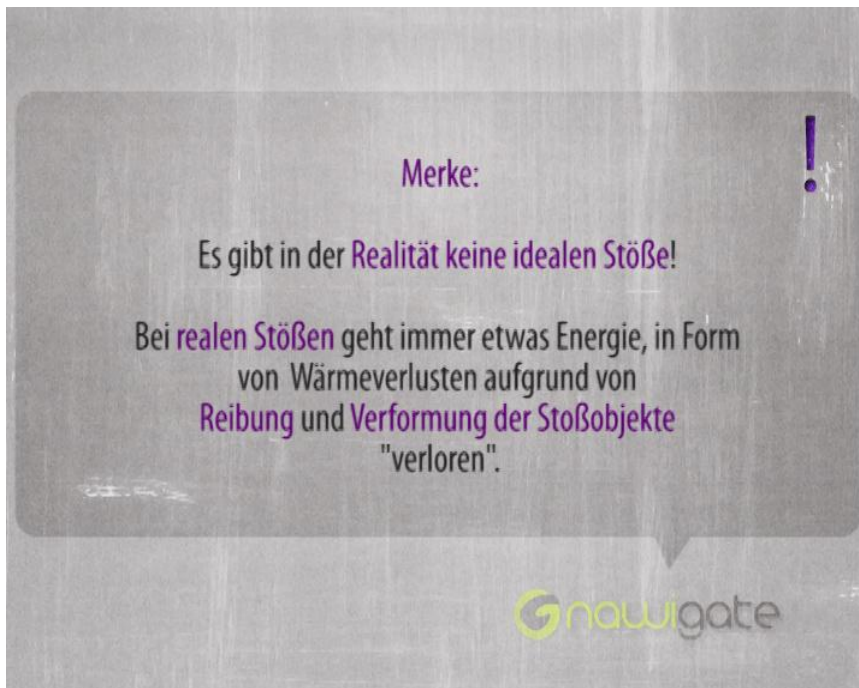 !
Merke:
Es gibt in der Realität keine idealen Stöße!
Bei realen Stößen geht immer etwas Energie, in Form
von Wärmeverlusten aufgrund von
Reibung und Verformung der Stoßobjekte
"verloren".
Gnawigate